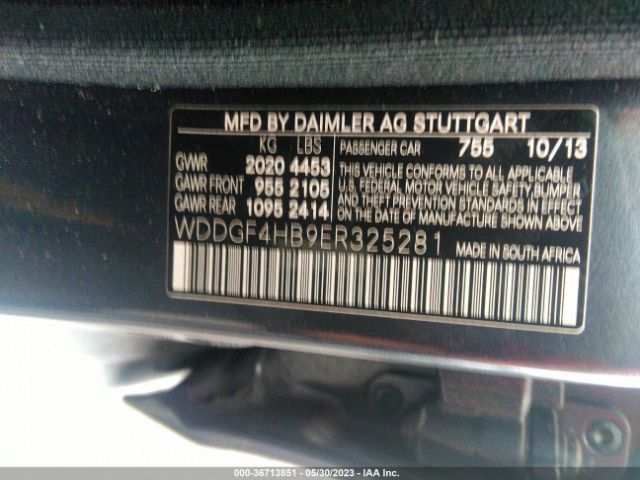 MFD BY DAIMLER AG STUTTGART
KG LBS PASSENGER CAR 755 10/13
GVWR 2020 4453
GAWR FRONT 955 2105
GAWR REAR 1095 2414
THIS VEHICLE CONFORMS TO ALL APPLICABLE
U.S. FEDERAL MOTOR VEHICLE SAFETY BUMPER
AND THEFT PREVENTION STANDARDS IN EFFECT
ON THE DATE OF MANUFACTURE SHOWN ABOVE.
WDDGF4HB9ER325281 MADE IN SOUTH AFRICA
000-36713851 - 05/30/2023 - IAA Inc.